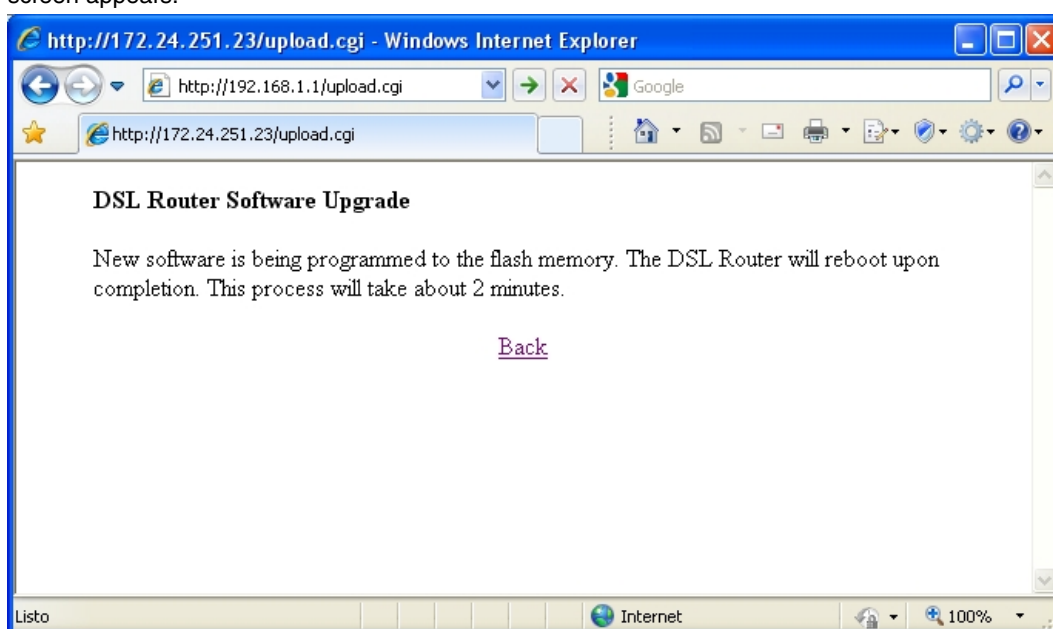 screen appears.
http://172.24.251.23/upload.cgi - Windows Internet Explorer
http://192.168.1.1/upload.cgi
Google
http://172.24.251.23/upload.cgi
DSL Router Software Upgrade
New software is being programmed to the flash memory. The DSL Router will reboot upon
completion. This process will take about 2 minutes.
Back
Listo
Internet
100%